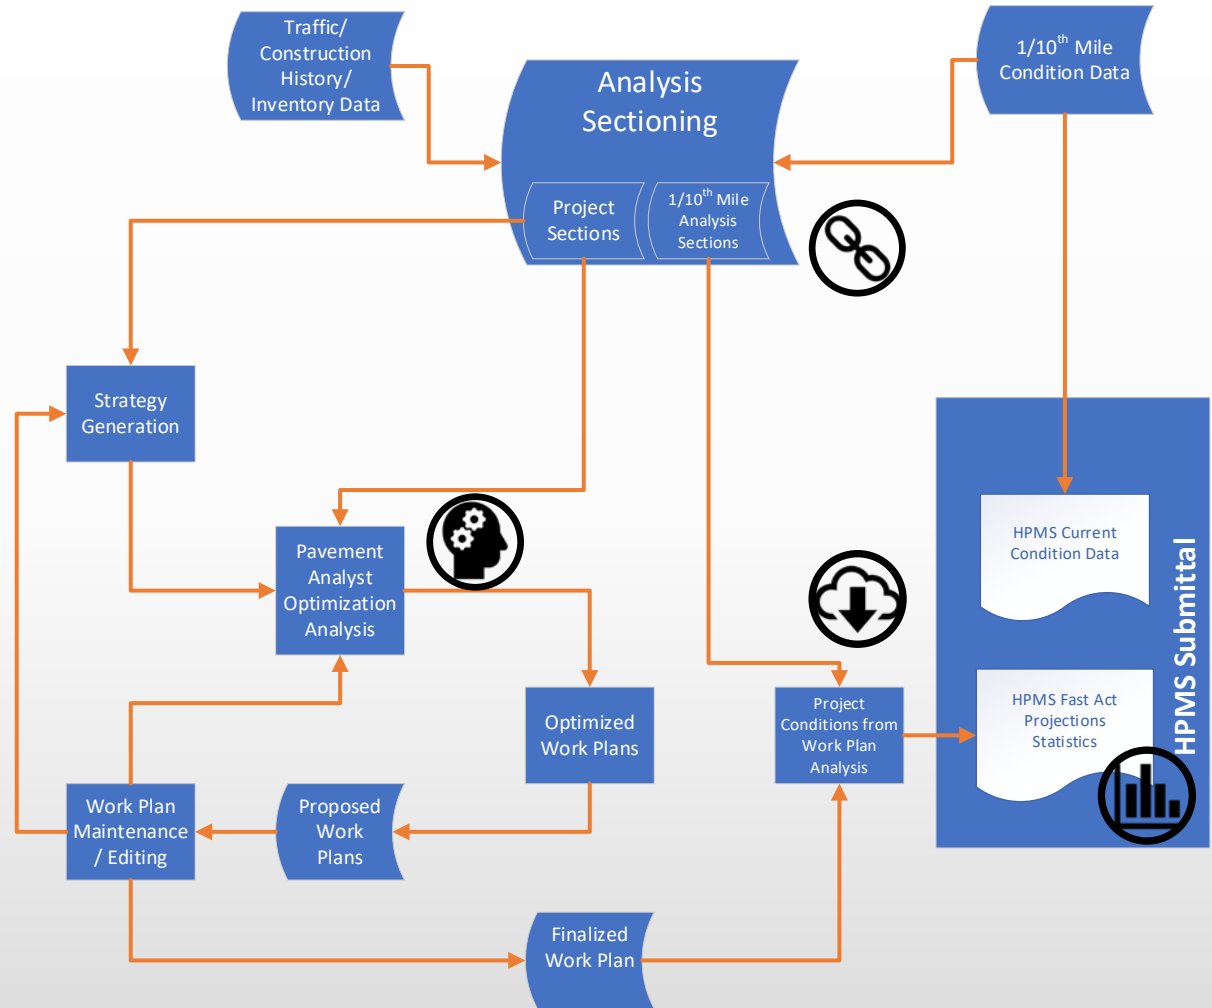 Traffic/
Construction
History/
Inventory Data
Analysis
Sectioning
1/10th Mile
Condition Data
Project
Sections
1/10th Mile
Analysis
Sections
Strategy
Generation
Pavement
Analyst
Optimization
Analysis
HPMS Current
Condition Data
HPMS Submittal
Optimized
Work Plans
Project
Conditions from
Work Plan
Analysis
HPMS Fast Act
Projections
Statistics
Work Plan
Maintenance
/ Editing
Proposed
Work
Plans
Finalized
Work Plan